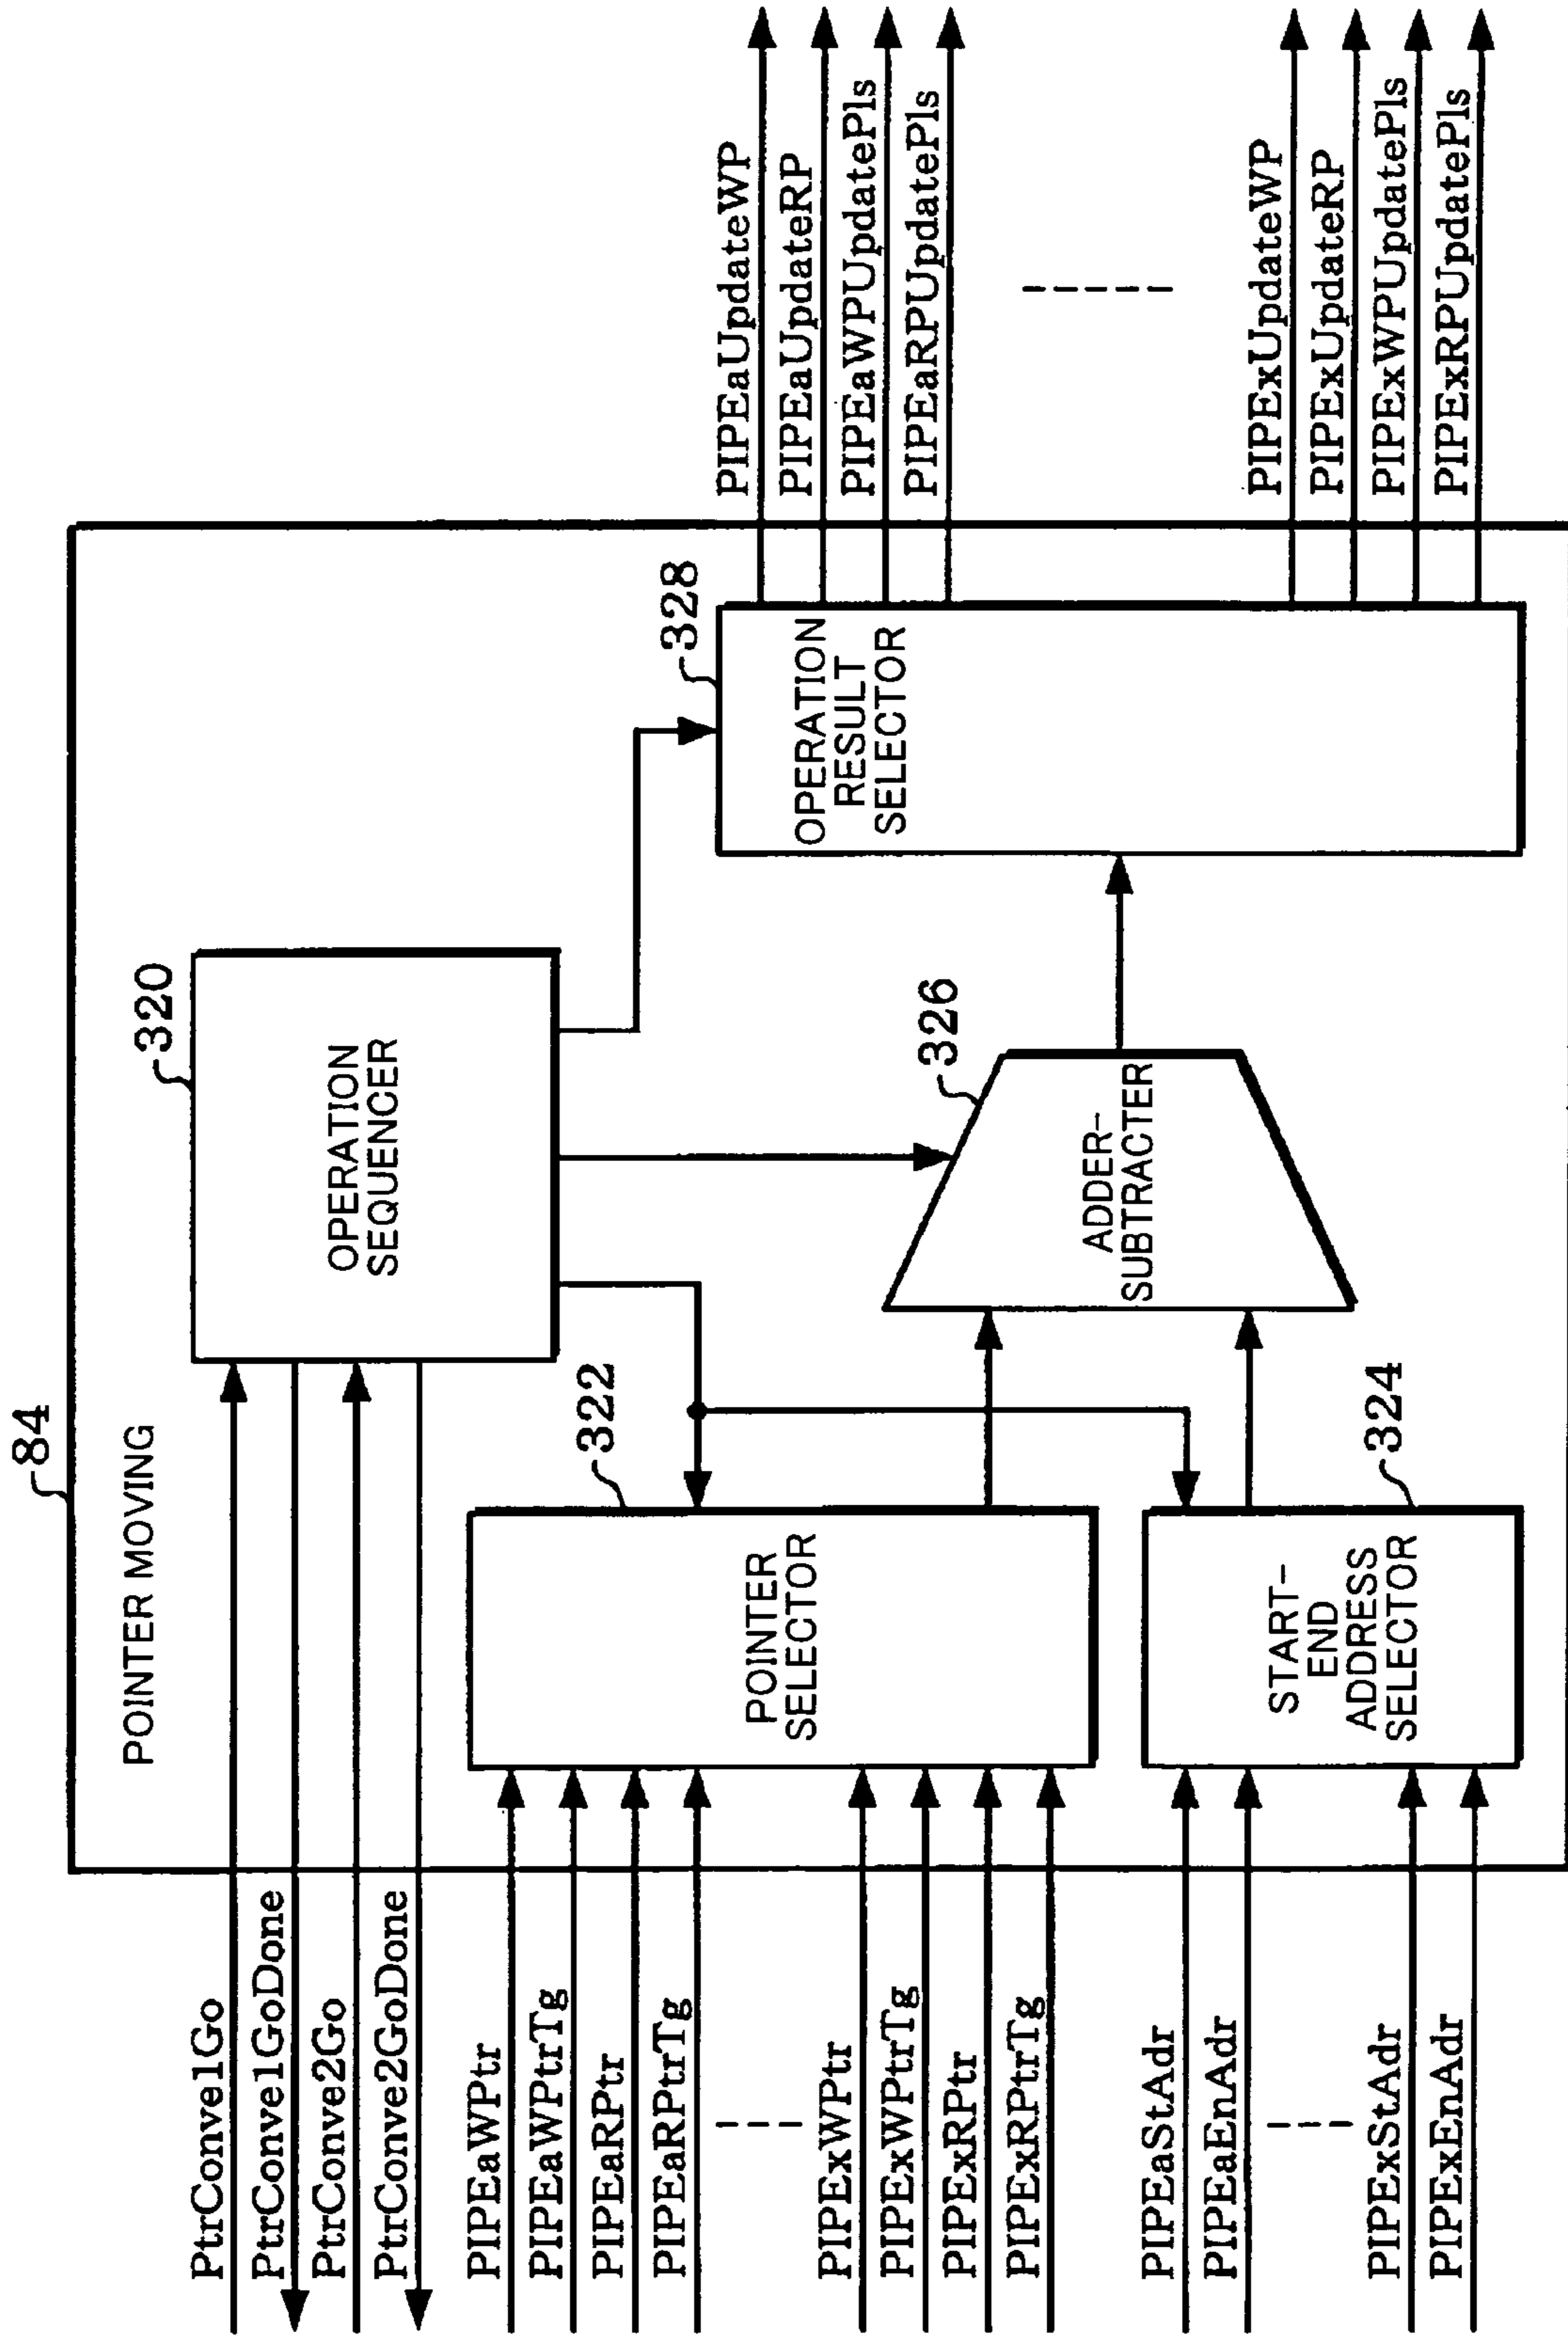 84
POINTER MOVING
PtrConve1Go
PtrConve1GoDone
PtrConve2Go
PtrConve2GoDone
320
OPERATION
SEQUENCER
PIPEaWPtr
PIPEaWPtrTg
PIPEaRPtr
PIPEaRPtrTg
PIPExWPtr
PIPExWPtrTg
PIPExRPtr
PIPExRPtrTg
322
POINTER
SELECTOR
PIPEaStAdr
PIPEaEnAdr
PIPExStAdr
PIPExEnAdr
START-
END
ADDRESS
SELECTOR
324
326
ADDER-
SUBTRACTER
328
OPERATION
RESULT
SELECTOR
PIPEaUpdateWP
PIPEaUpdateRP
PIPEaWPUpdatePls
PIPEaRPUpdatePls
PIPExUpdateWP
PIPExUpdateRP
PIPExWPUpdatePls
PIPExRPUpdatePls